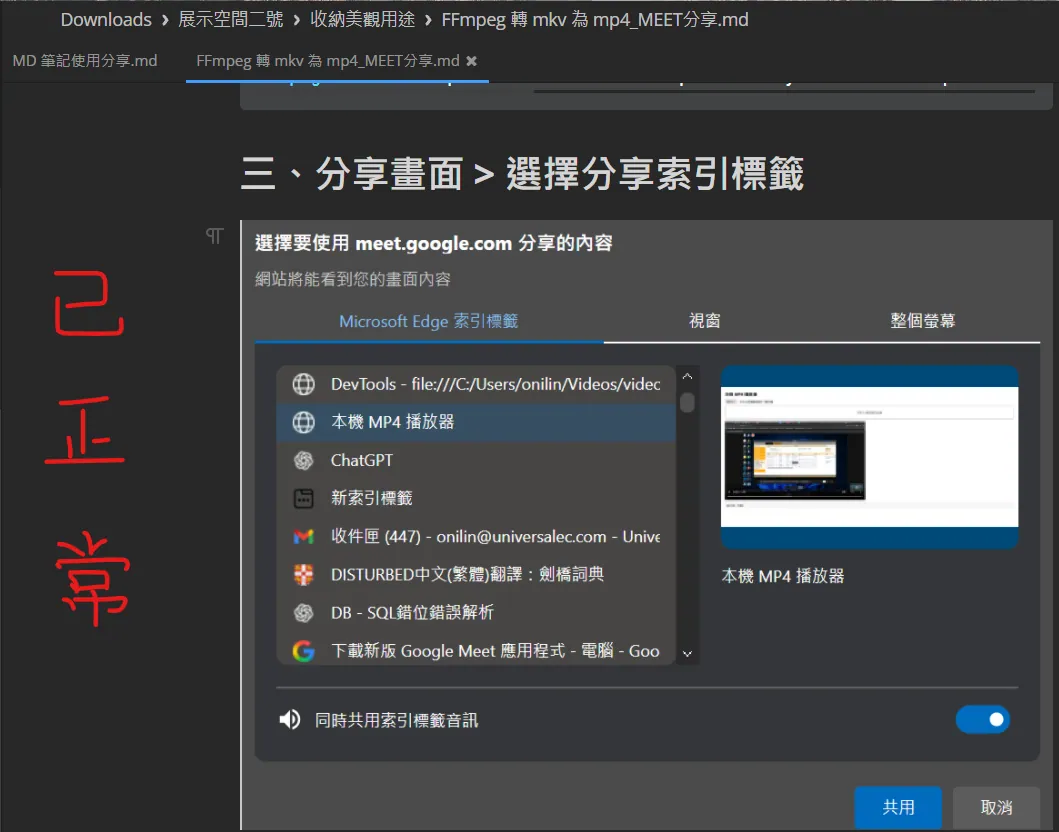 Downloads › 展示空間二號 › 收納美觀用途 › FFmpeg 轉 mkv 為 mp4_MEET分享.md
MD 筆記使用分享.md
FFmpeg 轉 mkv 為 mp4_MEET分享.md ×
三、分享畫面 > 選擇分享索引標籤
已
正
常
選擇要使用 meet.google.com 分享的內容
網站將能看到您的畫面內容
Microsoft Edge 索引標籤
視窗
整個螢幕
DevTools - file:///C:/Users/onilin/Videos/videc
本機 MP4 播放器
ChatGPT
新索引標籤
收件匣 (447) - onilin@universalec.com - Unive
DISTURBED中文(繁體)翻譯：劍橋詞典
DB - SQL錯位錯誤解析
下載新版 Google Meet 應用程式 - 電腦 - Goo
本機 MP4 播放器
同時共用索引標籤音訊
共用
取消